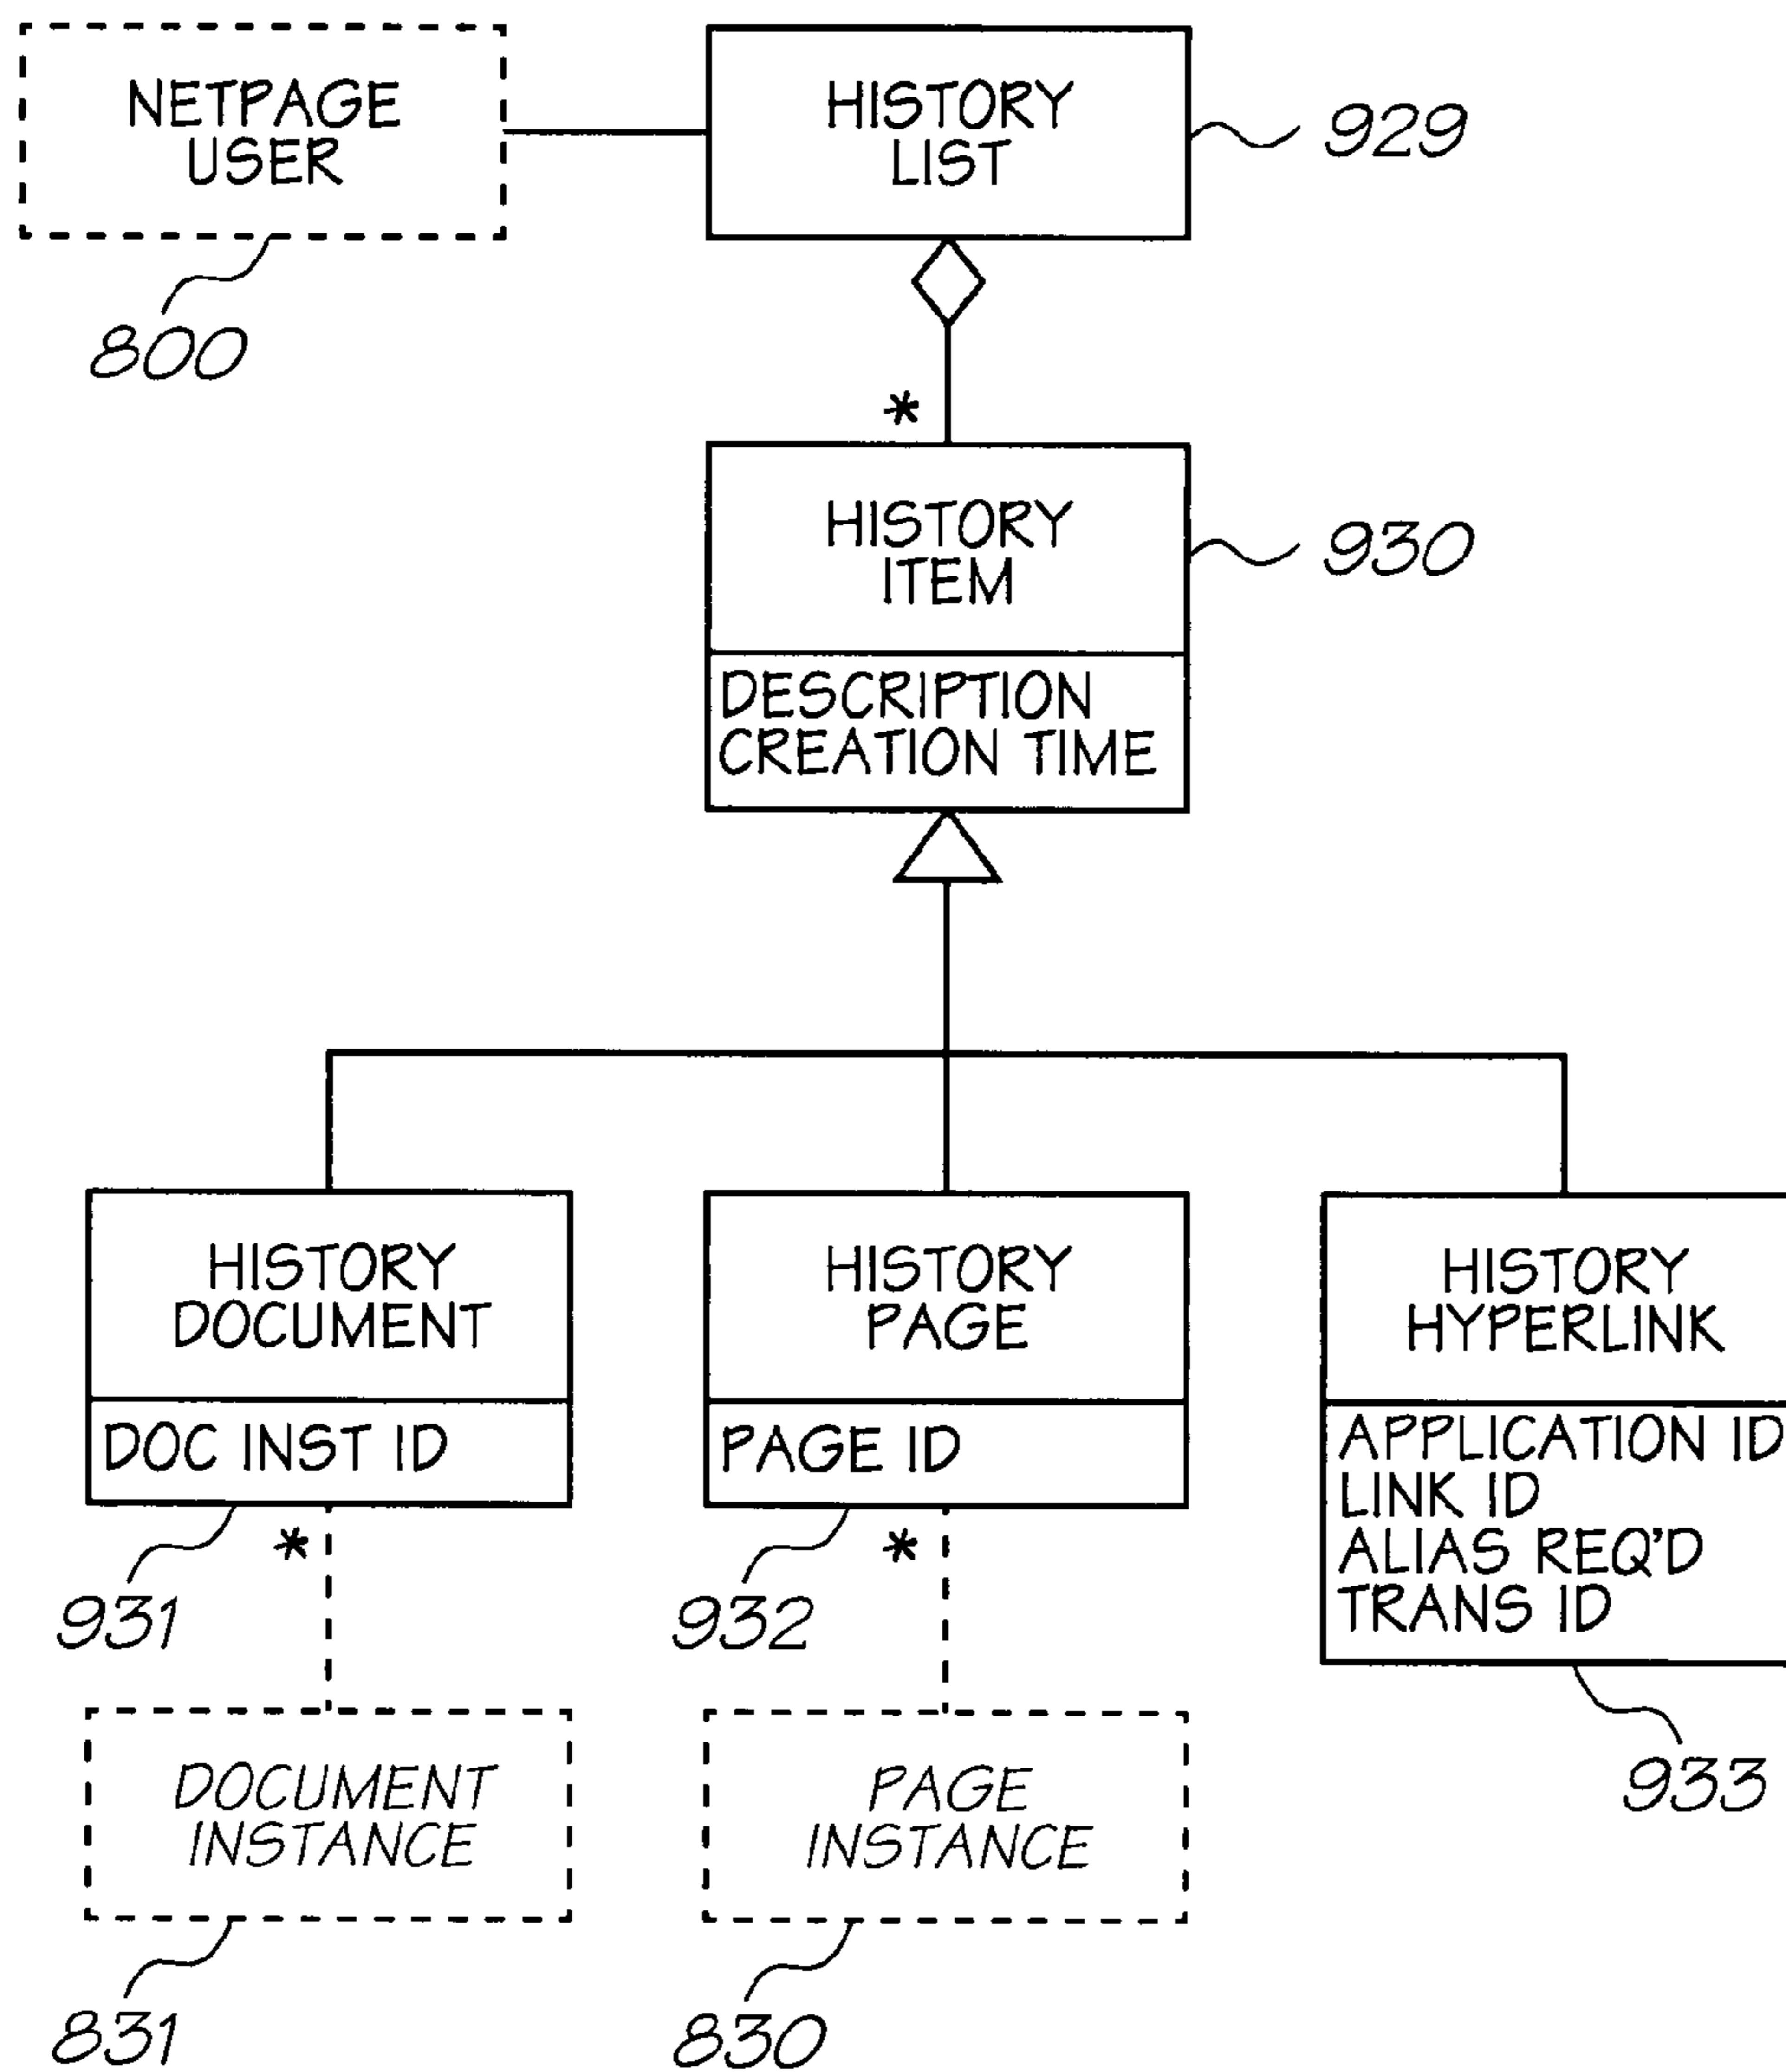 NETPAGE
USER
800
HISTORY
LIST
929
*
HISTORY
ITEM
930
DESCRIPTION
CREATION TIME
HISTORY
DOCUMENT
DOC INST ID
931
*
HISTORY
PAGE
PAGE ID
932
*
HISTORY
HYPERLINK
APPLICATION ID
LINK ID
ALIAS REQ'D
TRANS ID
933
DOCUMENT
INSTANCE
831
PAGE
INSTANCE
830